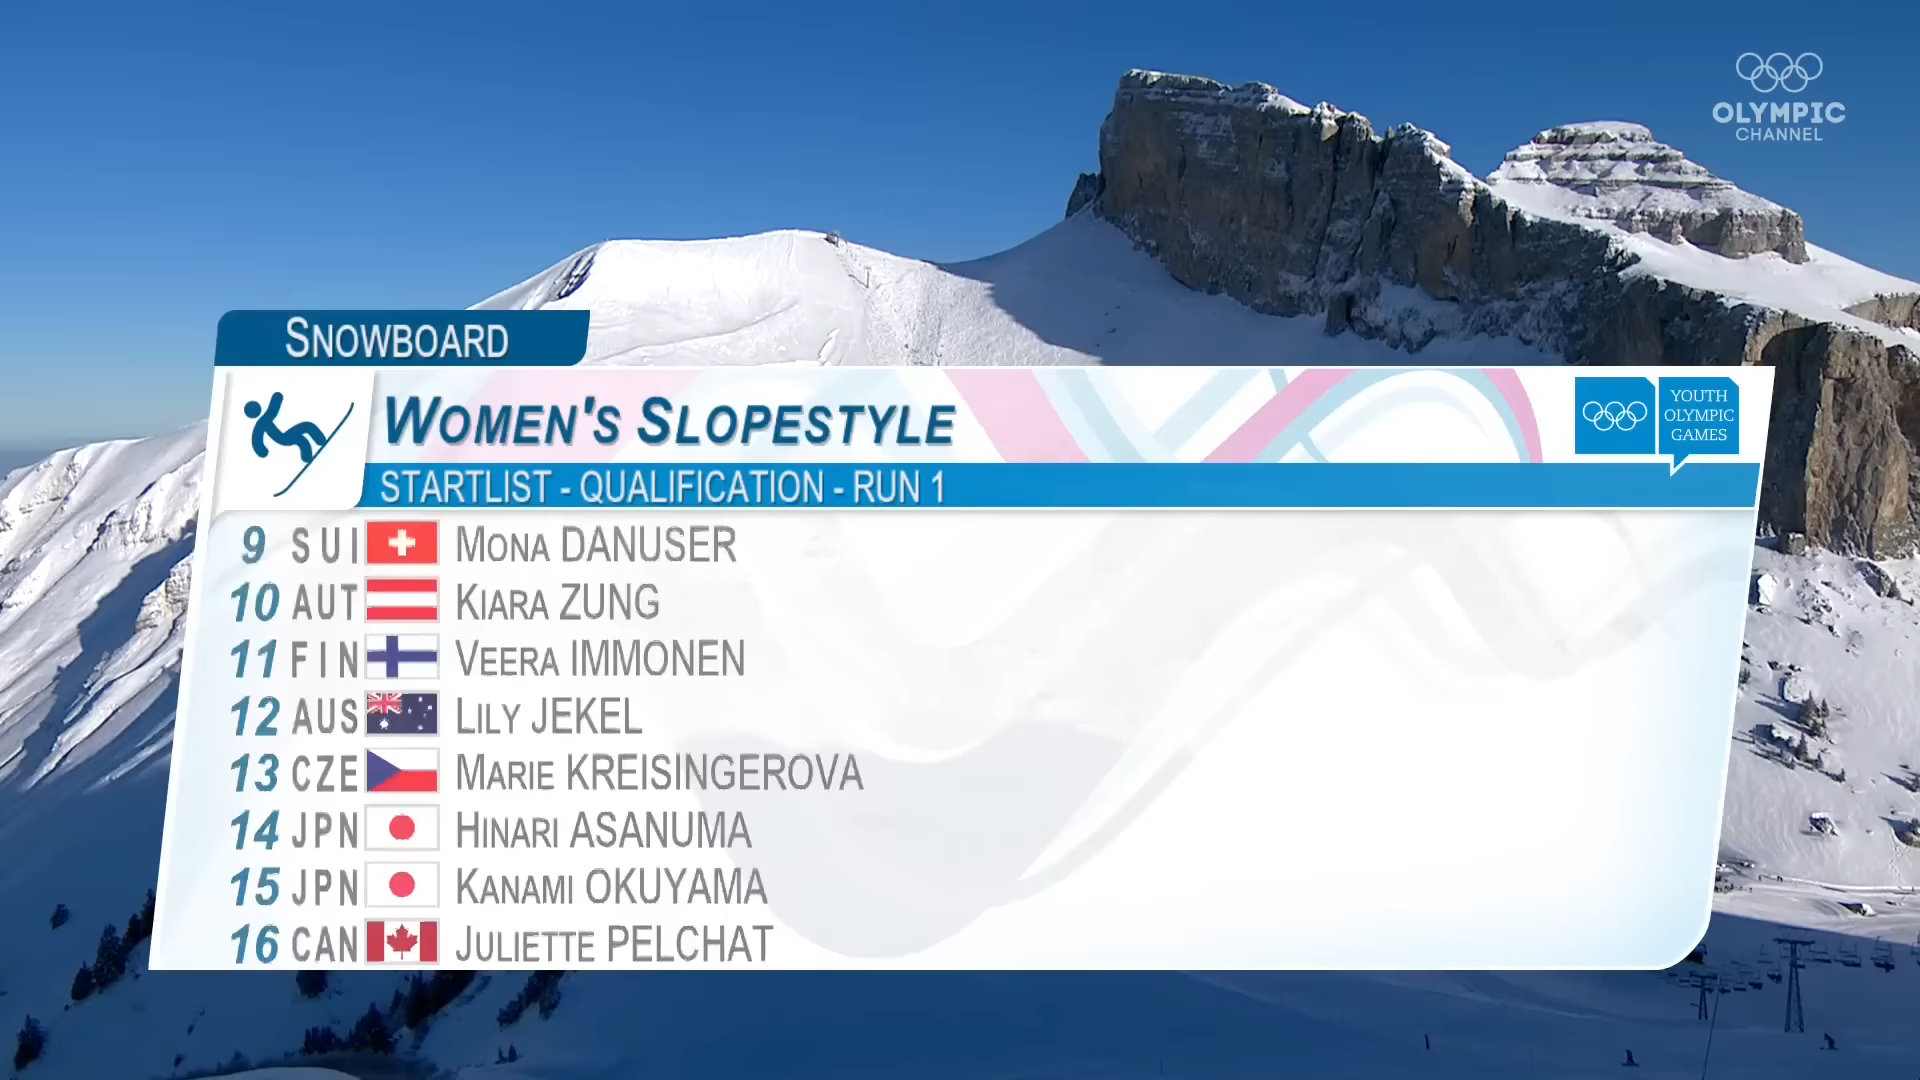 OLYMPIC
CHANNEL
SNOWBOARD
WOMEN'S SLOPESTYLE
YOUTH
OLYMPIC
GAMES
STARTLIST - QUALIFICATION - RUN 1
9 SUI MONA DANUSER
10 AUT KIARA ZUNG
11 FIN VEERA IMMONEN
12 AUS LILY JEKEL
13 CZE MARIE KREISINGEROVA
14 JPN HINARI ASANUMA
15 JPN KANAMI OKUYAMA
16 CAN JULIETTE PELCHAT